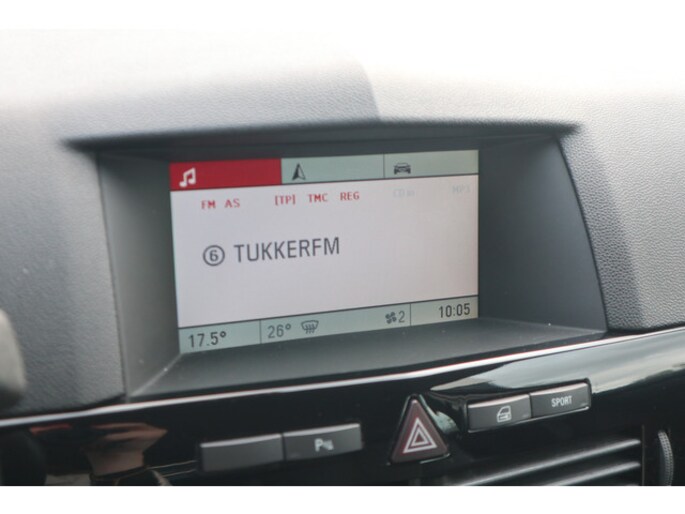 FM AS [TP] TMC REG
6 TUKKERFM
17.5° 26° 2 10:05
SPORT
P